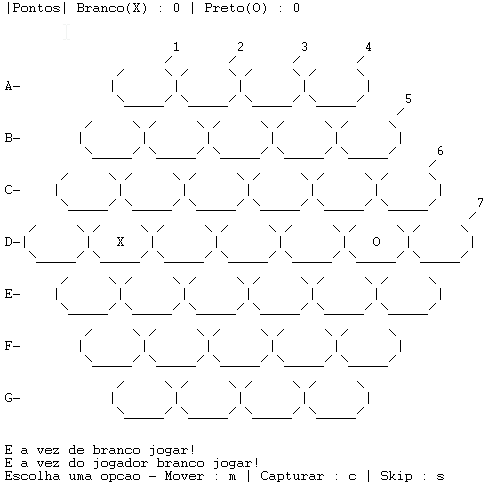 |Pontos| Branco(X) : 0 | Preto(O) : 0
1 2 3 4
A-
5
B-
6
C-
7
D- X O
E-
F-
G-
E a vez de branco jogar!
E a vez do jogador branco jogar!
Escolha uma opcao - Mover : m | Capturar : c | Skip : s